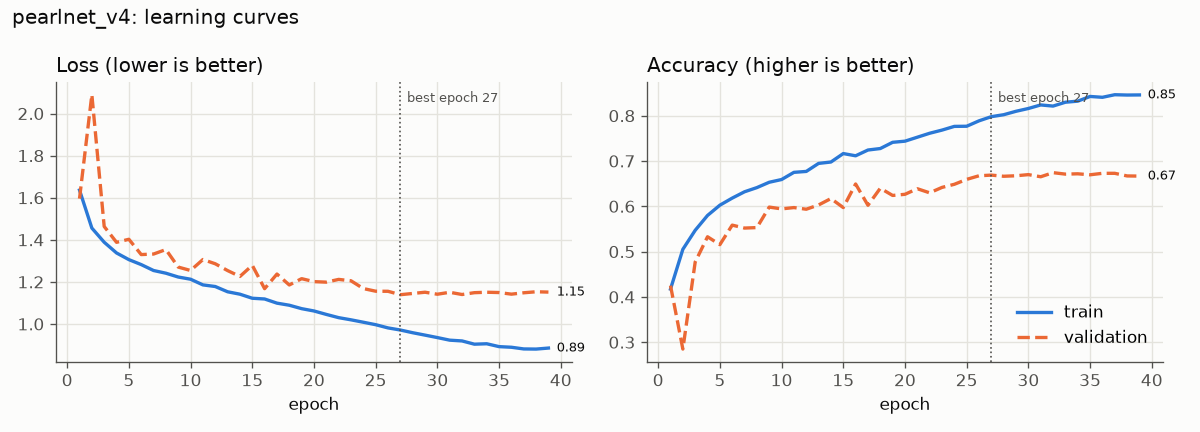 pearlnet_v4: learning curves
Loss (lower is better)
best epoch 27
2.0
1.8
1.6
1.4
1.2
1.0
1.15
0.89
0 5 10 15 20 25 30 35 40
epoch
Accuracy (higher is better)
best epoch 27
0.8
0.7
0.6
0.5
0.4
0.3
0.85
0.67
train
validation
0 5 10 15 20 25 30 35 40
epoch